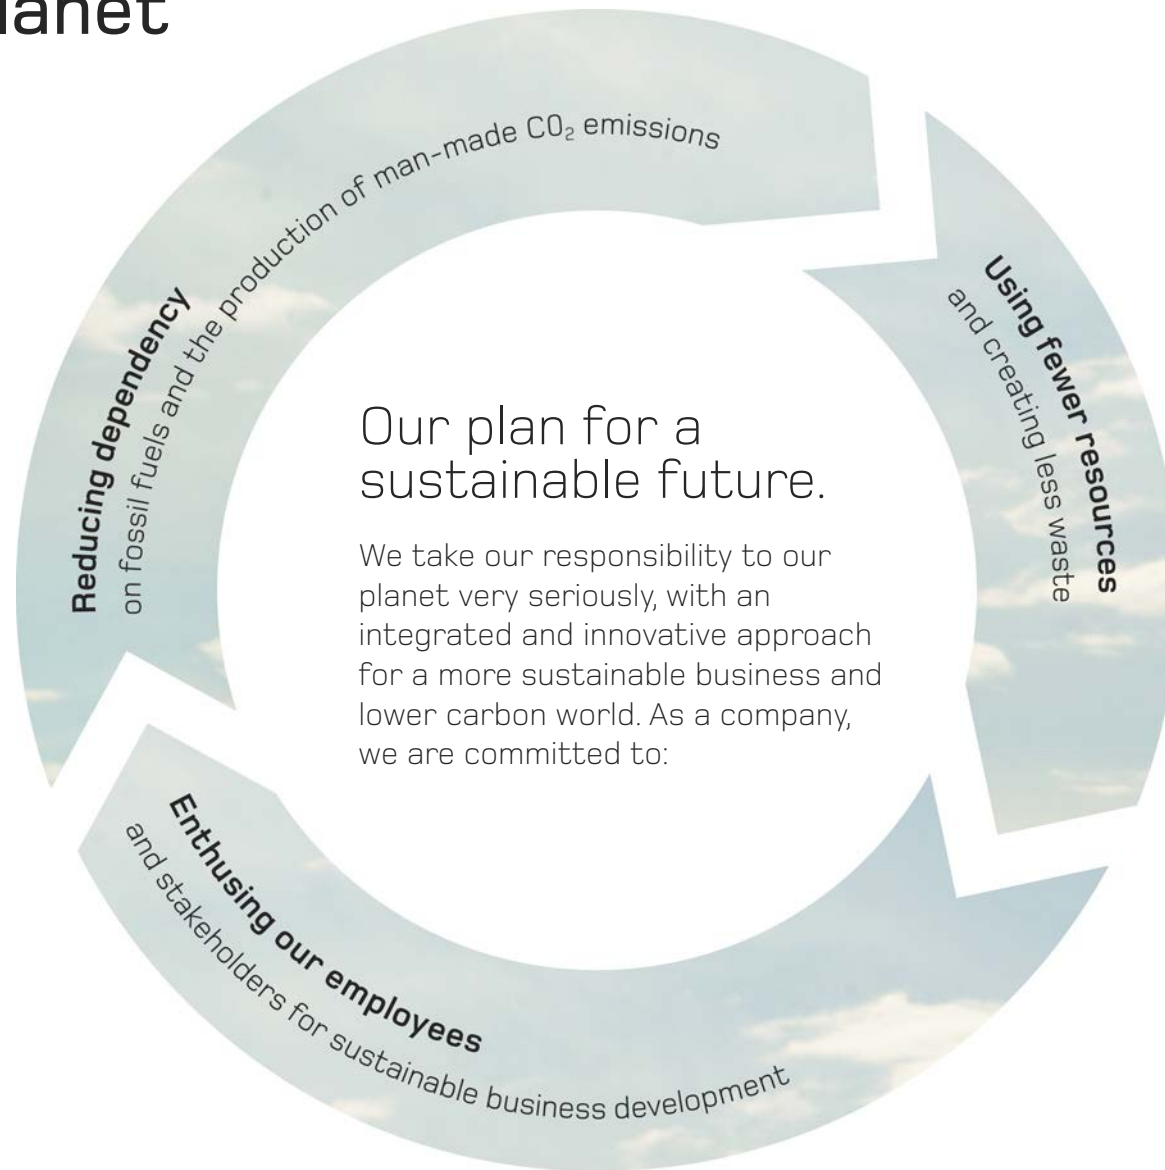 Our plan for a
sustainable future.
We take our responsibility to our
planet very seriously, with an
integrated and innovative approach
for a more sustainable business and
lower carbon world. As a company,
we are committed to:
Reducing dependency
on fossil fuels and the production of man-made CO₂ emissions
Using fewer resources
and creating less waste
Enthusing our employees
and stakeholders for sustainable business development